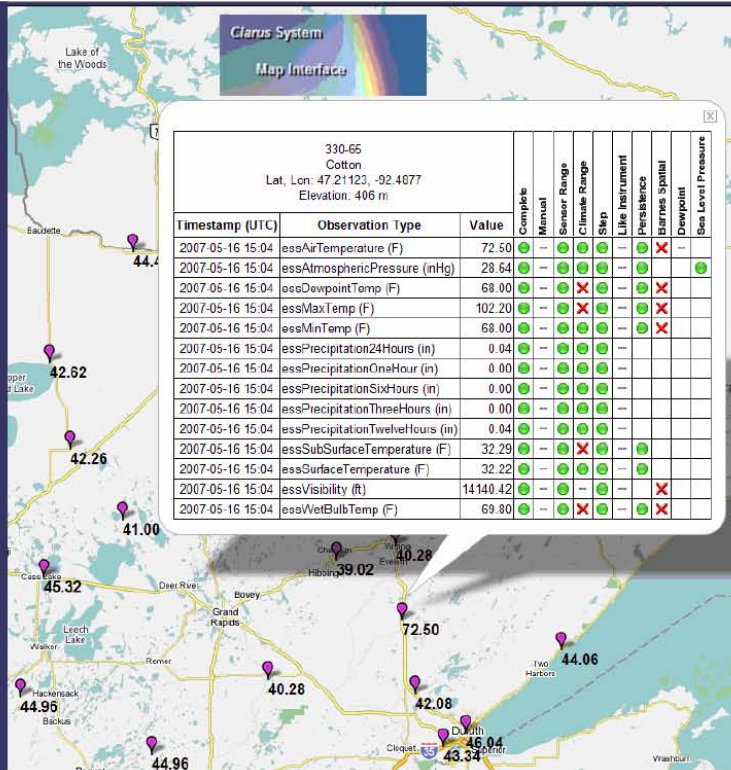 Clarus System
Map Interface
Lake of
the Woods
330-65
Cotton
Lat, Lon: 47.21123, -92.4877
Elevation: 406 m
Timestamp (UTC) Observation Type Value Complete Manual Sensor Range Climate Range Step Like Instrument Persistence Barnes Spatial Dewpoint Sea Level Pressure
2007-05-16 15:04 essAirTemperature (F) 72.50 -- -- --
2007-05-16 15:04 essAtmosphericPressure (inHg) 28.64 -- --
2007-05-16 15:04 essDewpointTemp (F) 68.00 -- --
2007-05-16 15:04 essMaxTemp (F) 102.20 -- --
2007-05-16 15:04 essMinTemp (F) 68.00 -- --
2007-05-16 15:04 essPrecipitation24Hours (in) 0.04 -- --
2007-05-16 15:04 essPrecipitationOneHour (in) 0.00 -- --
2007-05-16 15:04 essPrecipitationSixHours (in) 0.00 -- --
2007-05-16 15:04 essPrecipitationThreeHours (in) 0.00 -- --
2007-05-16 15:04 essPrecipitationTwelveHours (in) 0.04 -- --
2007-05-16 15:04 essSubSurfaceTemperature (F) 32.29 -- --
2007-05-16 15:04 essSurfaceTemperature (F) 32.22 -- --
2007-05-16 15:04 essVisibility (ft) 14140.42 -- -- --
2007-05-16 15:04 essWetBulbTemp (F) 69.80 -- --
Baudette
44.4
42.62
Lake
42.26
41.00
40.28
Hibbing
39.02
Cass Lake
45.32
Deer River
Bovey
Grand
Rapids
72.50
Leech
Lake
Walker
Remer
Two
Harbors
44.06
40.28
Hackensack
44.96
Backus
42.08
Duluth
46.04
Superior
Cloquet
35
43.34
44.96
Washburn